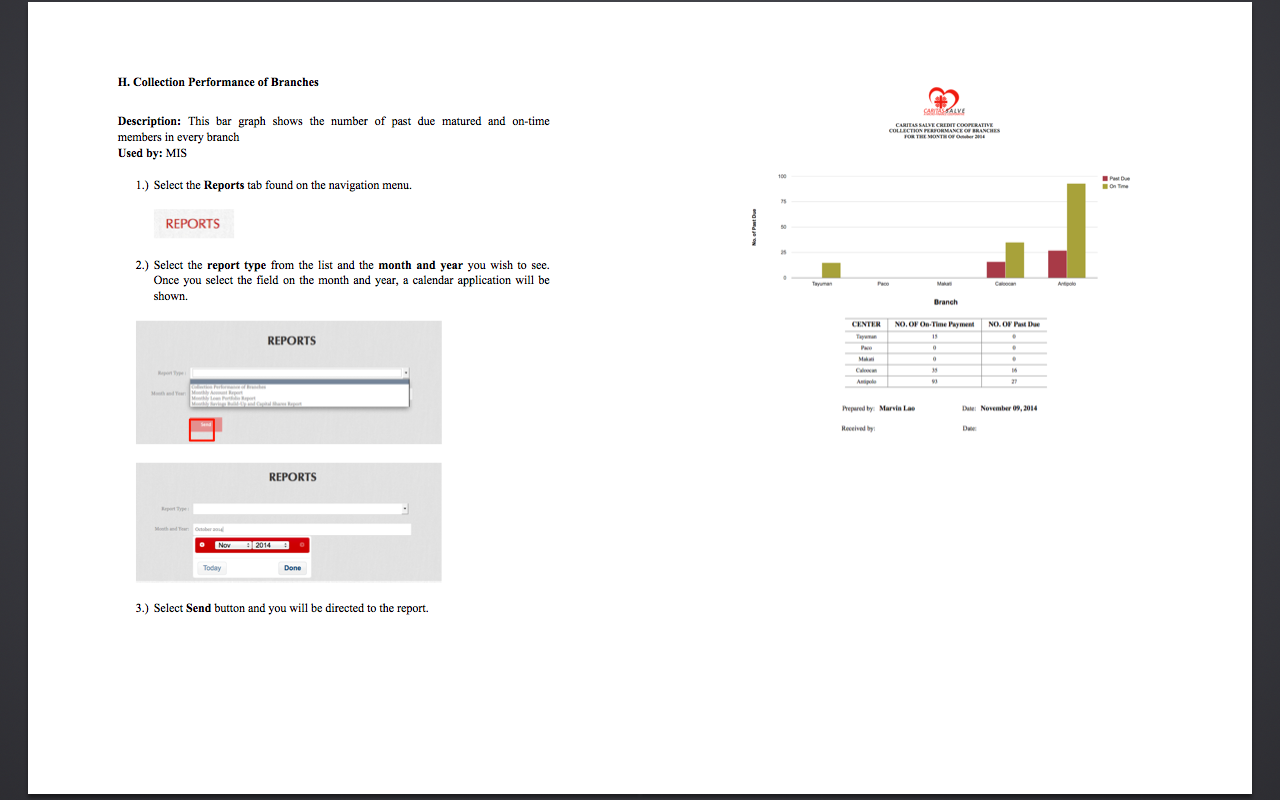 H. Collection Performance of Branches
Description: This bar graph shows the number of past due matured and on-time
members in every branch
Used by: MIS
1.) Select the Reports tab found on the navigation menu.
REPORTS
2.) Select the report type from the list and the month and year you wish to see.
Once you select the field on the month and year, a calendar application will be
shown.
REPORTS
Report Type:
Collection Performance of Branches
Month and Year: Monthly Account Report
Monthly Loan Portfolio Report
Monthly Savings Build-Up and Capital Shares Report
Send
REPORTS
Report Type:
Month and Year: October 2014
Nov 2014
Today Done
3.) Select Send button and you will be directed to the report.
CARITAS SALVE
CARITAS SALVE CREDIT COOPERATIVE
COLLECTION PERFORMANCE OF BRANCHES
FOR THE MONTH OF October 2014
100
75
50
25
0
No. of Past Due
Past Due
On Time
Tayuman Paco Makati Caloocan Antipolo
Branch
CENTER NO. OF On-Time Payment NO. OF Past Due
Tayuman 15 0
Paco 0 0
Makati 0 0
Caloocan 35 16
Antipolo 93 27
Prepared by: Marvin Lao Date: November 09, 2014
Received by: Date: